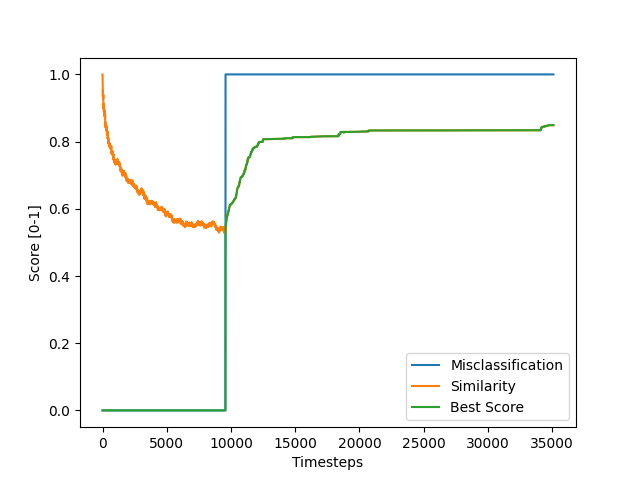 1.0
0.8
0.6
0.4
0.2
0.0
Score [0-1]
Misclassification
Similarity
Best Score
0 5000 10000 15000 20000 25000 30000 35000
Timesteps